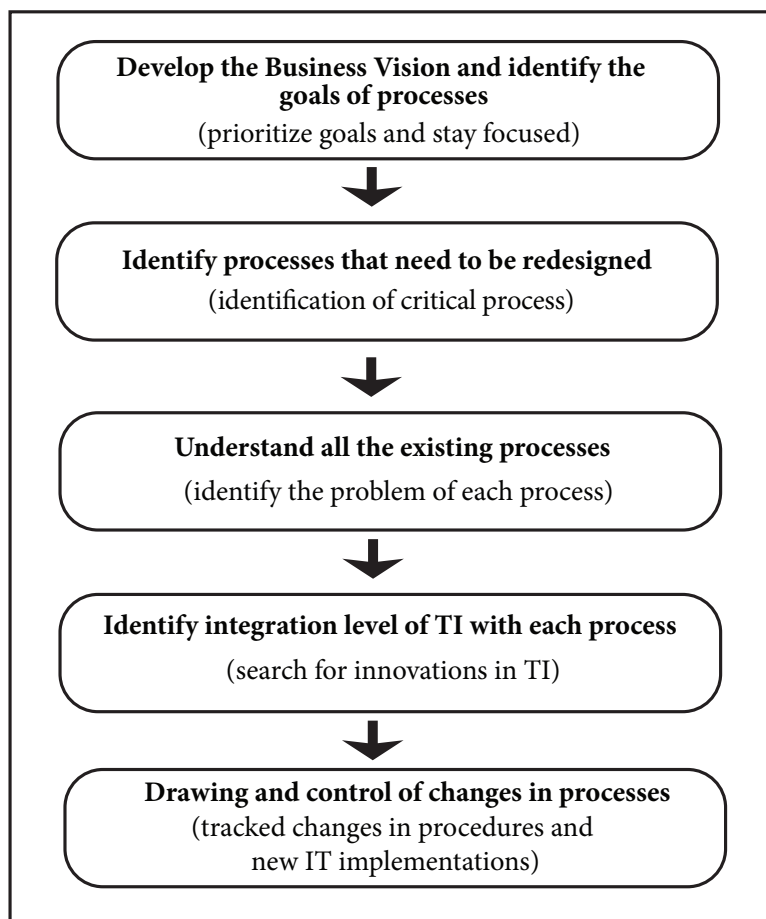 Develop the Business Vision and identify the
goals of processes
(prioritize goals and stay focused)
Identify processes that need to be redesigned
(identification of critical process)
Understand all the existing processes
(identify the problem of each process)
Identify integration level of TI with each process
(search for innovations in TI)
Drawing and control of changes in processes
(tracked changes in procedures and
new IT implementations)